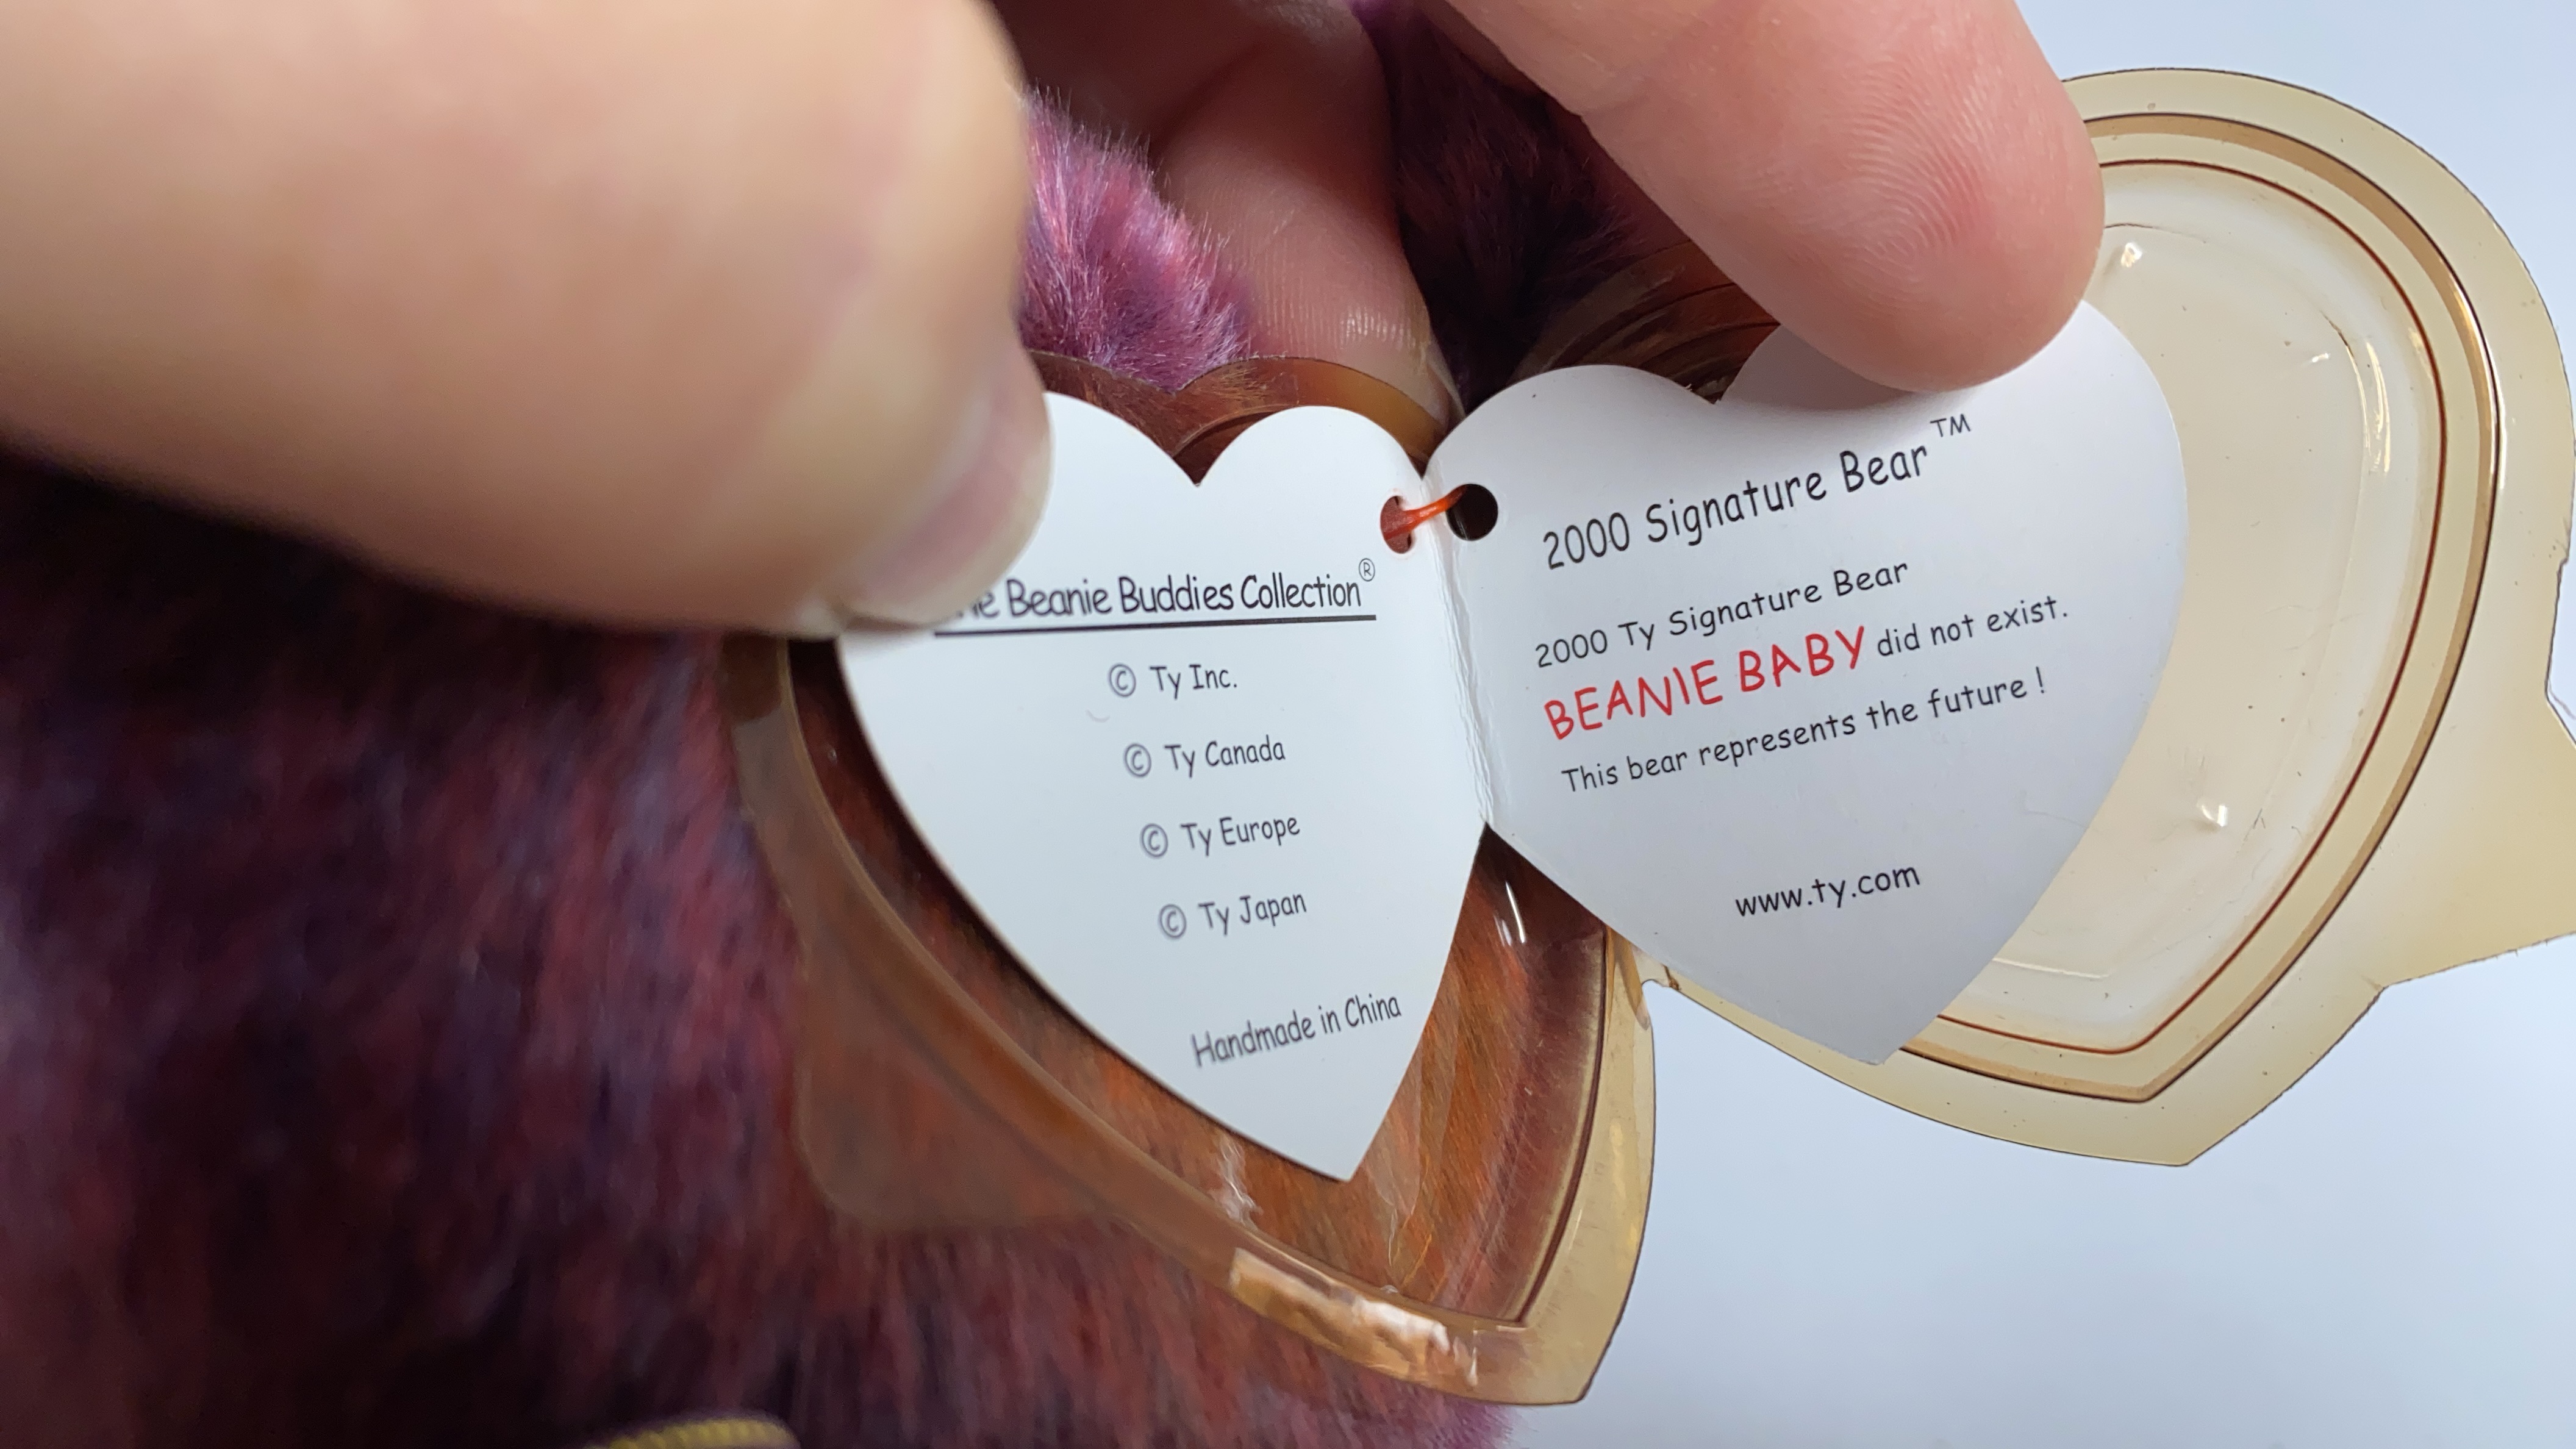 Beanie Buddies Collection®
© Ty Inc.
© Ty Canada
© Ty Europe
© Ty Japan
Handmade in China
2000 Signature Bear™
2000 Ty Signature Bear
BEANIE BABY did not exist.
This bear represents the future !
www.ty.com